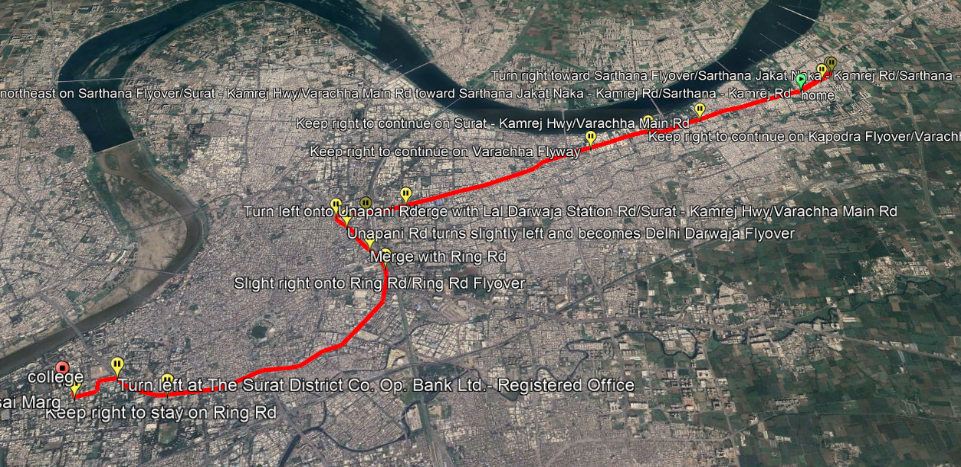 Turn right toward Sarthana Flyover/Sarthana Jakat Naka - Kamrej Rd/Sarthana -
northeast on Sarthana Flyover/Surat - Kamrej Hwy/Varachha Main Rd toward Sarthana Jakat Naka - Kamrej Rd/Sarthana - Kamrej Rd
home
Keep right to continue on Surat - Kamrej Hwy/Varachha Main Rd
Keep right to continue on Kapodra Flyover/Varachh
Keep right to continue on Varachha Flyway
Turn left onto Unapani Rd
erge with Lal Darwaja Station Rd/Surat - Kamrej Hwy/Varachha Main Rd
Unapani Rd turns slightly left and becomes Delhi Darwaja Flyover
Merge with Ring Rd
Slight right onto Ring Rd/Ring Rd Flyover
college
Turn left at The Surat District Co. Op. Bank Ltd.- Registered Office
sai Marg
Keep right to stay on Ring Rd